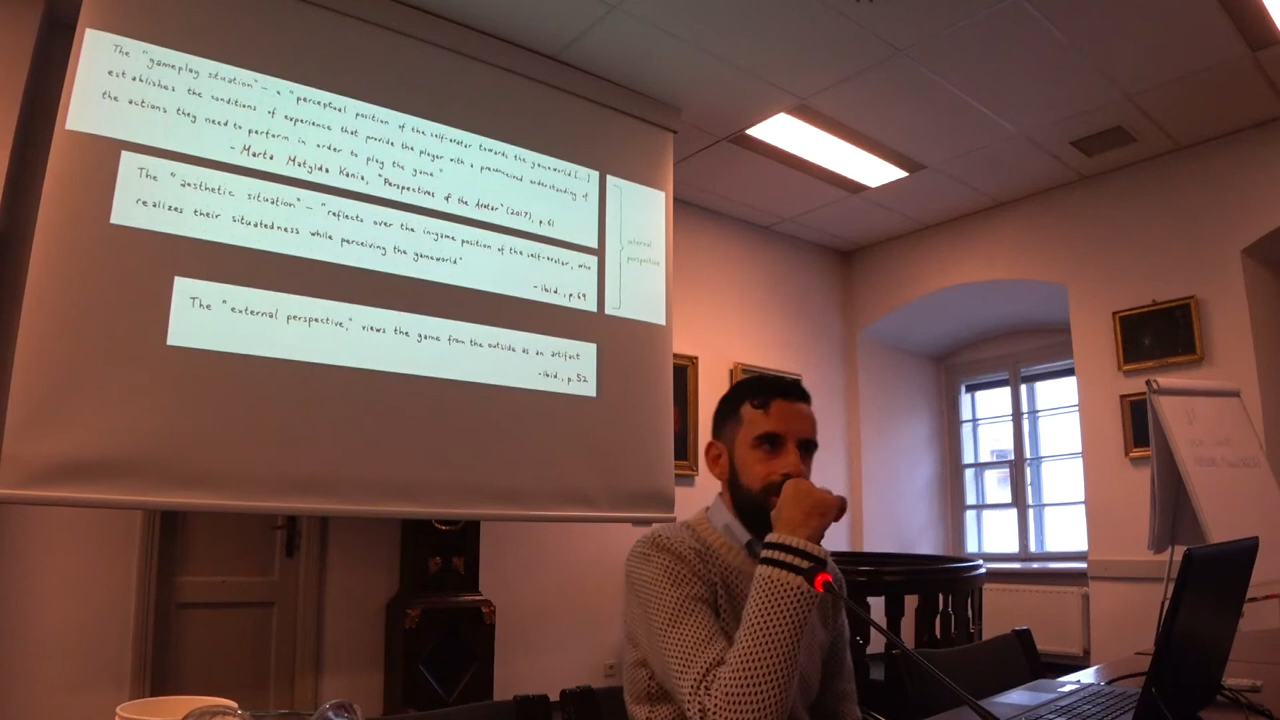 The "gameplay situation" – a "perceptual position of the self-avatar towards the gameworld [...]
establishes the conditions of experience that provide the player with a preconceived understanding of
the actions they need to perform in order to play the game"
- Marta Matylda Kania, "Perspectives of the Avatar" (2017), p.61
The "aesthetic situation" – "reflects over the in-game position of the self-avatar, who
realizes their situatedness while perceiving the gameworld"
- ibid., p.69
internal
perspective
The "external perspective," views the game from the outside as an artifact
-ibid., p.52